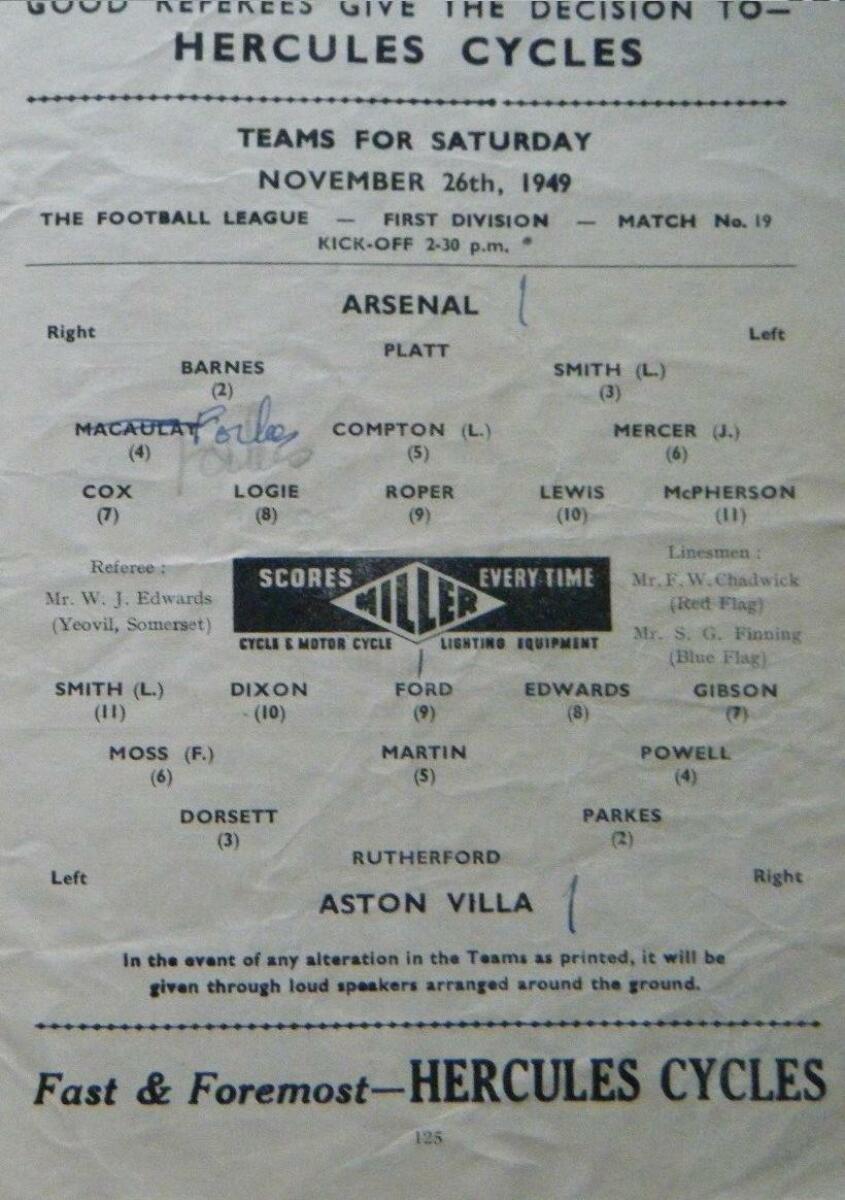 GOOD REFEREES GIVE THE DECISION TO—
HERCULES CYCLES
TEAMS FOR SATURDAY
NOVEMBER 26th, 1949
THE FOOTBALL LEAGUE — FIRST DIVISION — MATCH No. 19
KICK-OFF 2-30 p.m. *
ARSENAL 1
Right Left
PLATT
BARNES SMITH (L.)
(2) (3)
MACAULAY Forbes COMPTON (L.) MERCER (J.)
Forbes
(4) (5) (6)
COX LOGIE ROPER LEWIS McPHERSON
(7) (8) (9) (10) (11)
Referee :
Mr. W. J. Edwards
(Yeovil, Somerset)
SCORES MILLER EVERY TIME
CYCLE & MOTOR CYCLE LIGHTING EQUIPMENT
Linesmen :
Mr. F. W. Chadwick
(Red Flag)
Mr. S. G. Finning
(Blue Flag)
1
SMITH (L.) DIXON FORD EDWARDS GIBSON
(11) (10) (9) (8) (7)
MOSS (F.) MARTIN POWELL
(6) (5) (4)
DORSETT PARKES
(3) (2)
RUTHERFORD
Left Right
ASTON VILLA 1
In the event of any alteration in the Teams as printed, it will be
given through loud speakers arranged around the ground.
Fast & Foremost—HERCULES CYCLES
125